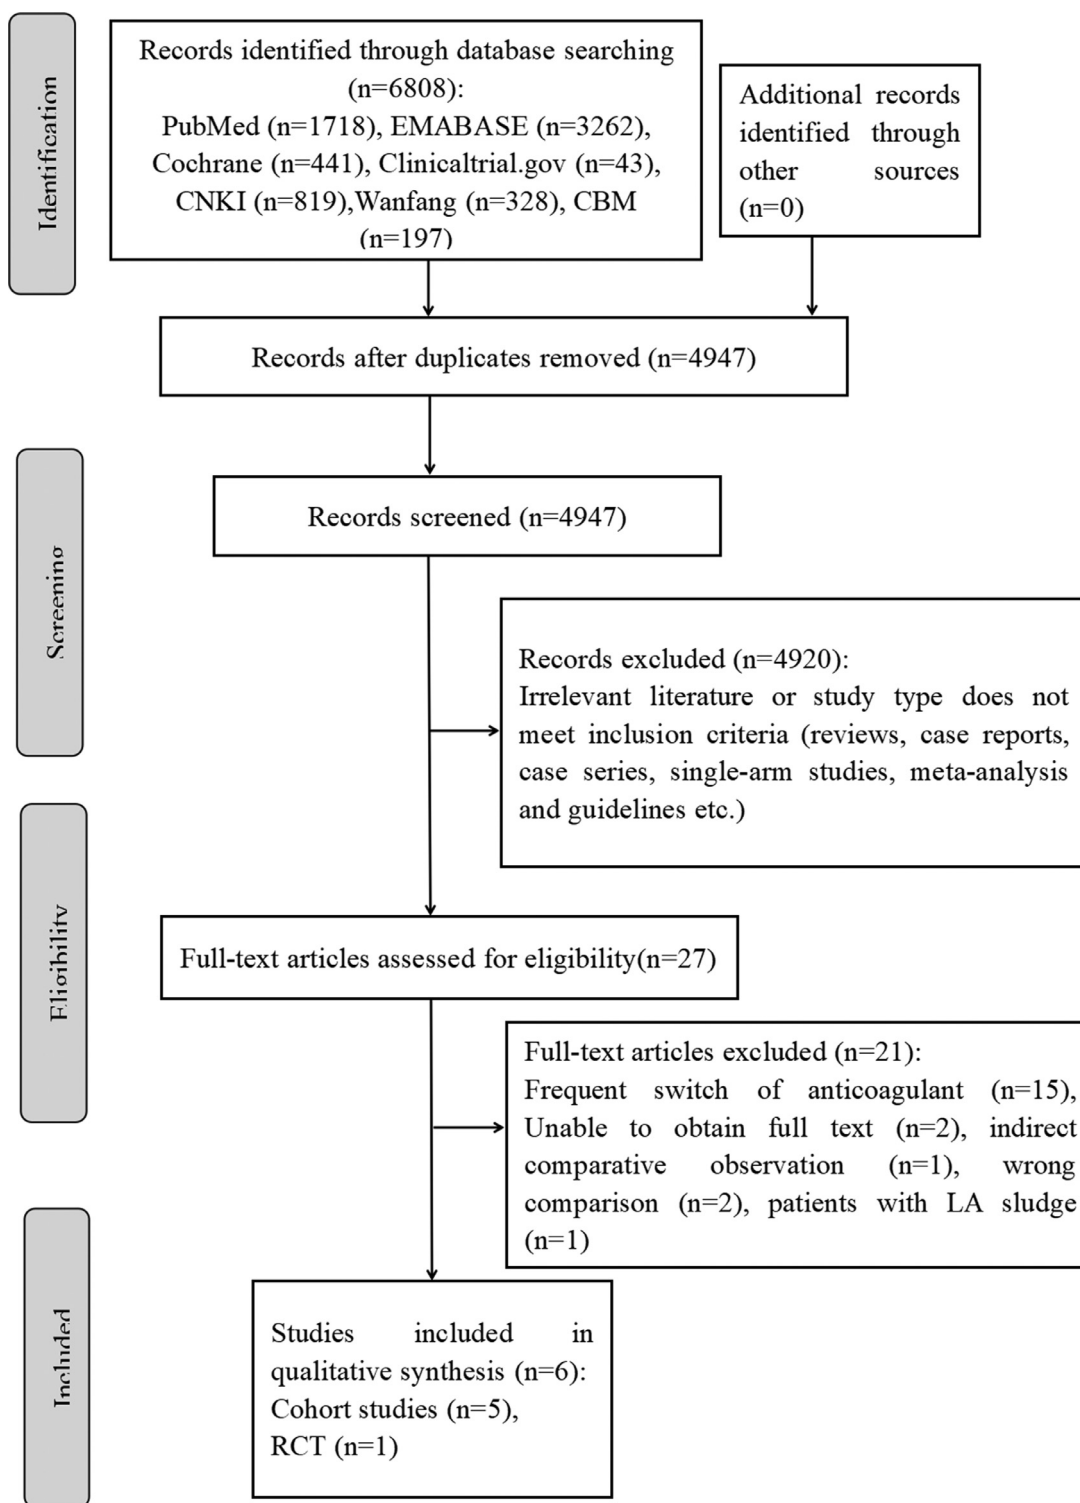 Identification
Records identified through database searching
(n=6808):
PubMed (n=1718), EMABASE (n=3262),
Cochrane (n=441), Clinicaltrial.gov (n=43),
CNKI (n=819),Wanfang (n=328), CBM
(n=197)
Additional records
identified through
other sources
(n=0)
Records after duplicates removed (n=4947)
Screening
Records screened (n=4947)
Records excluded (n=4920):
Irrelevant literature or study type does not
meet inclusion criteria (reviews, case reports,
case series, single-arm studies, meta-analysis
and guidelines etc.)
Eligibility
Full-text articles assessed for eligibility(n=27)
Full-text articles excluded (n=21):
Frequent switch of anticoagulant (n=15),
Unable to obtain full text (n=2), indirect
comparative observation (n=1), wrong
comparison (n=2), patients with LA sludge
(n=1)
Included
Studies included in
qualitative synthesis (n=6):
Cohort studies (n=5),
RCT (n=1)